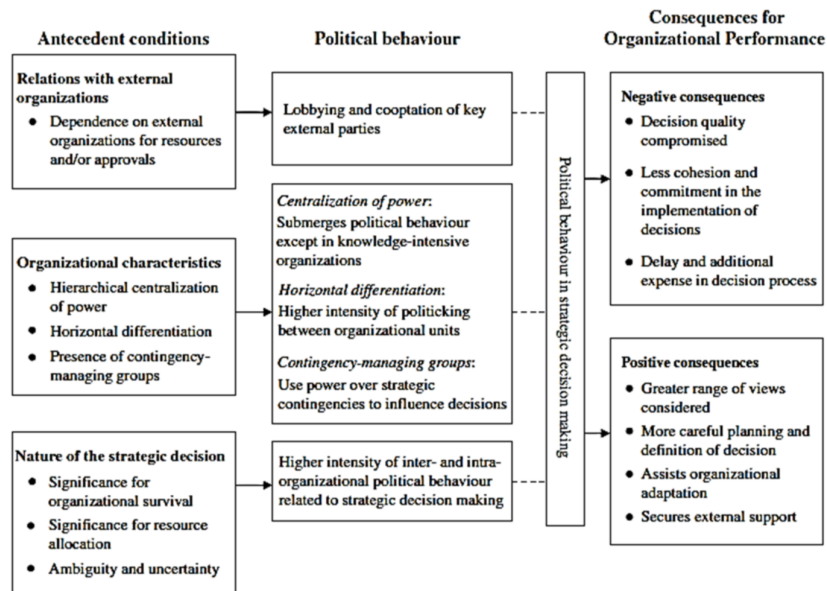 Antecedent conditions
Relations with external
organizations
● Dependence on external
organizations for resources
and/or approvals
Organizational characteristics
● Hierarchical centralization
of power
● Horizontal differentiation
● Presence of contingency-
managing groups
Nature of the strategic decision
● Significance for
organizational survival
● Significance for resource
allocation
● Ambiguity and uncertainty
Political behaviour
Lobbying and cooptation of key
external parties
Centralization of power:
Submerges political behaviour
except in knowledge-intensive
organizations
Horizontal differentiation:
Higher intensity of politicking
between organizational units
Contingency-managing groups:
Use power over strategic
contingencies to influence decisions
Higher intensity of inter- and intra-
organizational political behaviour
related to strategic decision making
Political behaviour in strategic decision making
Consequences for
Organizational Performance
Negative consequences
● Decision quality
compromised
● Less cohesion and
commitment in the
implementation of
decisions
● Delay and additional
expense in decision process
Positive consequences
● Greater range of views
considered
● More careful planning and
definition of decision
● Assists organizational
adaptation
● Secures external support